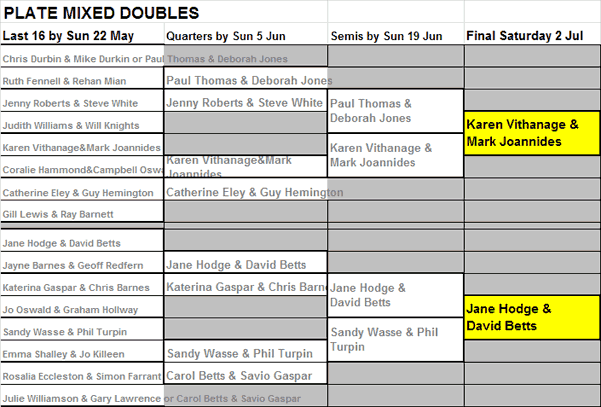 PLATE MIXED DOUBLES
Last 16 by Sun 22 May
Quarters by Sun 5 Jun
Semis by Sun 19 Jun
Final Saturday 2 Jul
Chris Durbin & Mike Durkin or Paul Thomas & Deborah Jones
Ruth Fennell & Rehan Mian
Paul Thomas & Deborah Jones
Jenny Roberts & Steve White
Jenny Roberts & Steve White
Paul Thomas &
Deborah Jones
Judith Williams & Will Knights
Karen Vithanage &
Mark Joannides
Karen Vithanage&Mark Joannides
Karen Vithanage &
Mark Joannides
Coralie Hammond&Campbell Oswa
Karen Vithanage&Mark
Joannides
Catherine Eley & Guy Hemington
Catherine Eley & Guy Hemington
Gill Lewis & Ray Barnett
Jane Hodge & David Betts
Jayne Barnes & Geoff Redfern
Jane Hodge & David Betts
Katerina Gaspar & Chris Barnes
Katerina Gaspar & Chris Barn
Jane Hodge &
David Betts
Jo Oswald & Graham Hollway
Jane Hodge &
David Betts
Sandy Wasse & Phil Turpin
Sandy Wasse & Phil
Turpin
Emma Shalley & Jo Killeen
Sandy Wasse & Phil Turpin
Rosalia Eccleston & Simon Farrant
Carol Betts & Savio Gaspar
Julie Williamson & Gary Lawrence or Carol Betts & Savio Gaspar